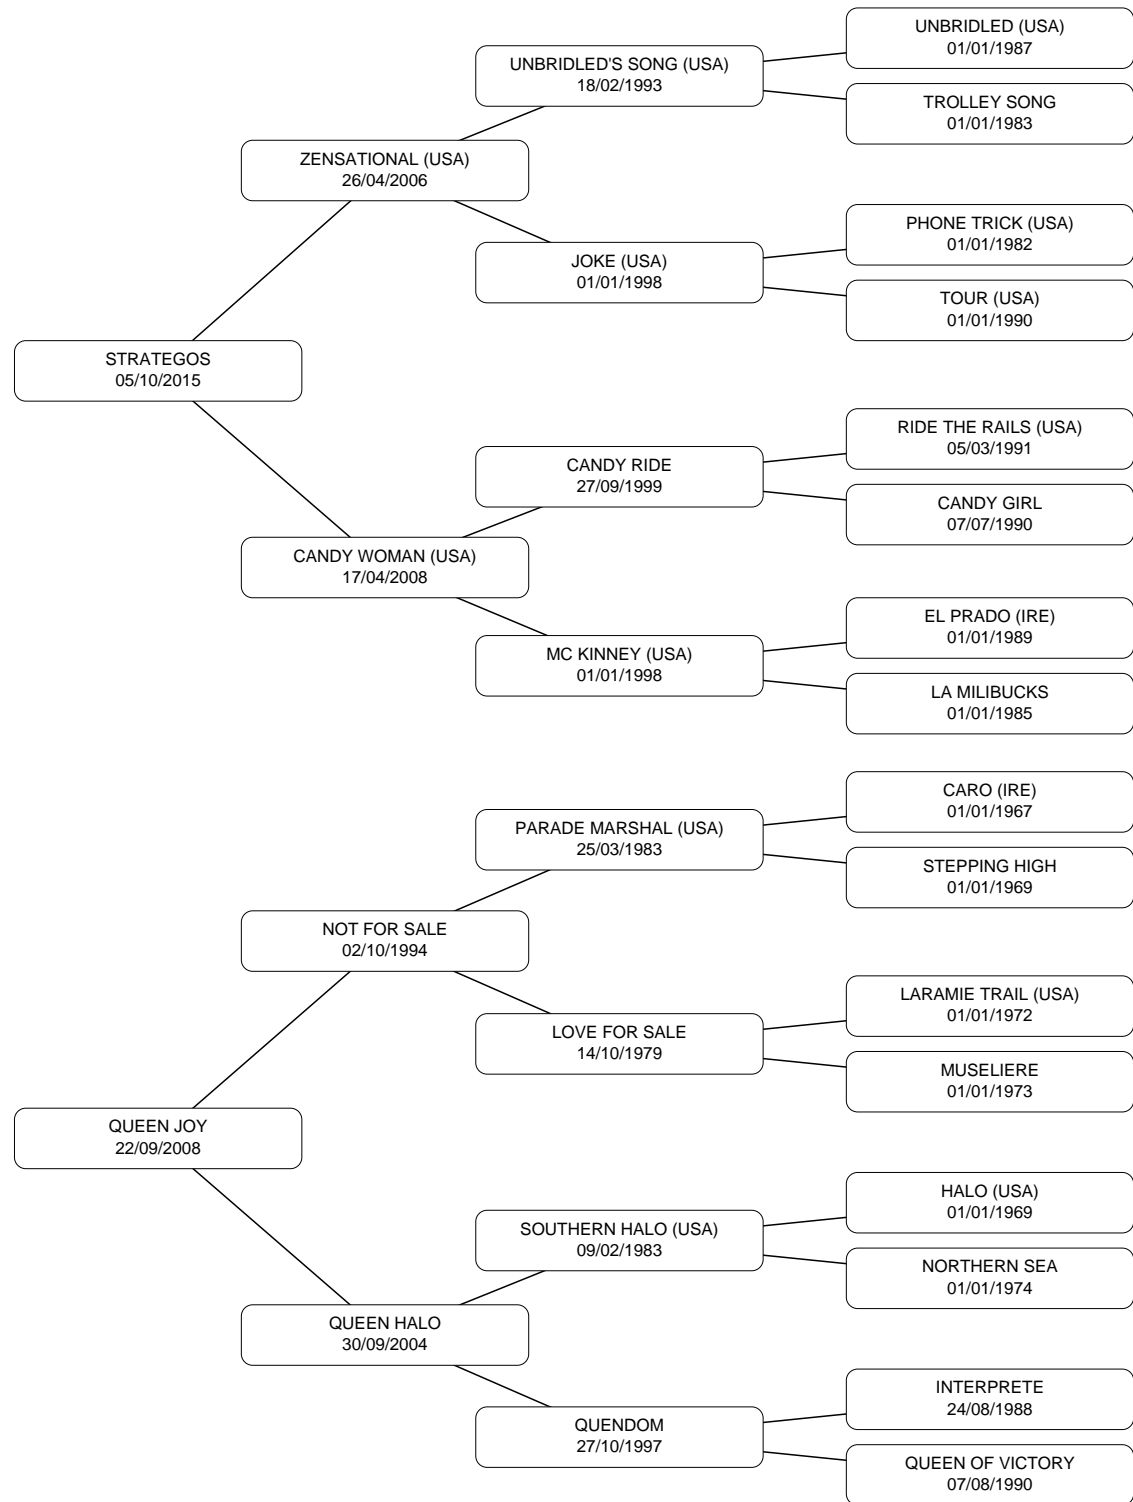 UNBRIDLED (USA)
01/01/1987
UNBRIDLED'S SONG (USA)
18/02/1993
TROLLEY SONG
01/01/1983
ZENSATIONAL (USA)
26/04/2006
PHONE TRICK (USA)
01/01/1982
JOKE (USA)
01/01/1998
TOUR (USA)
01/01/1990
STRATEGOS
05/10/2015
RIDE THE RAILS (USA)
05/03/1991
CANDY RIDE
27/09/1999
CANDY GIRL
07/07/1990
CANDY WOMAN (USA)
17/04/2008
EL PRADO (IRE)
01/01/1989
MC KINNEY (USA)
01/01/1998
LA MILIBUCKS
01/01/1985
CARO (IRE)
01/01/1967
PARADE MARSHAL (USA)
25/03/1983
STEPPING HIGH
01/01/1969
NOT FOR SALE
02/10/1994
LARAMIE TRAIL (USA)
01/01/1972
LOVE FOR SALE
14/10/1979
MUSELIERE
01/01/1973
QUEEN JOY
22/09/2008
HALO (USA)
01/01/1969
SOUTHERN HALO (USA)
09/02/1983
NORTHERN SEA
01/01/1974
QUEEN HALO
30/09/2004
INTERPRETE
24/08/1988
QUENDOM
27/10/1997
QUEEN OF VICTORY
07/08/1990